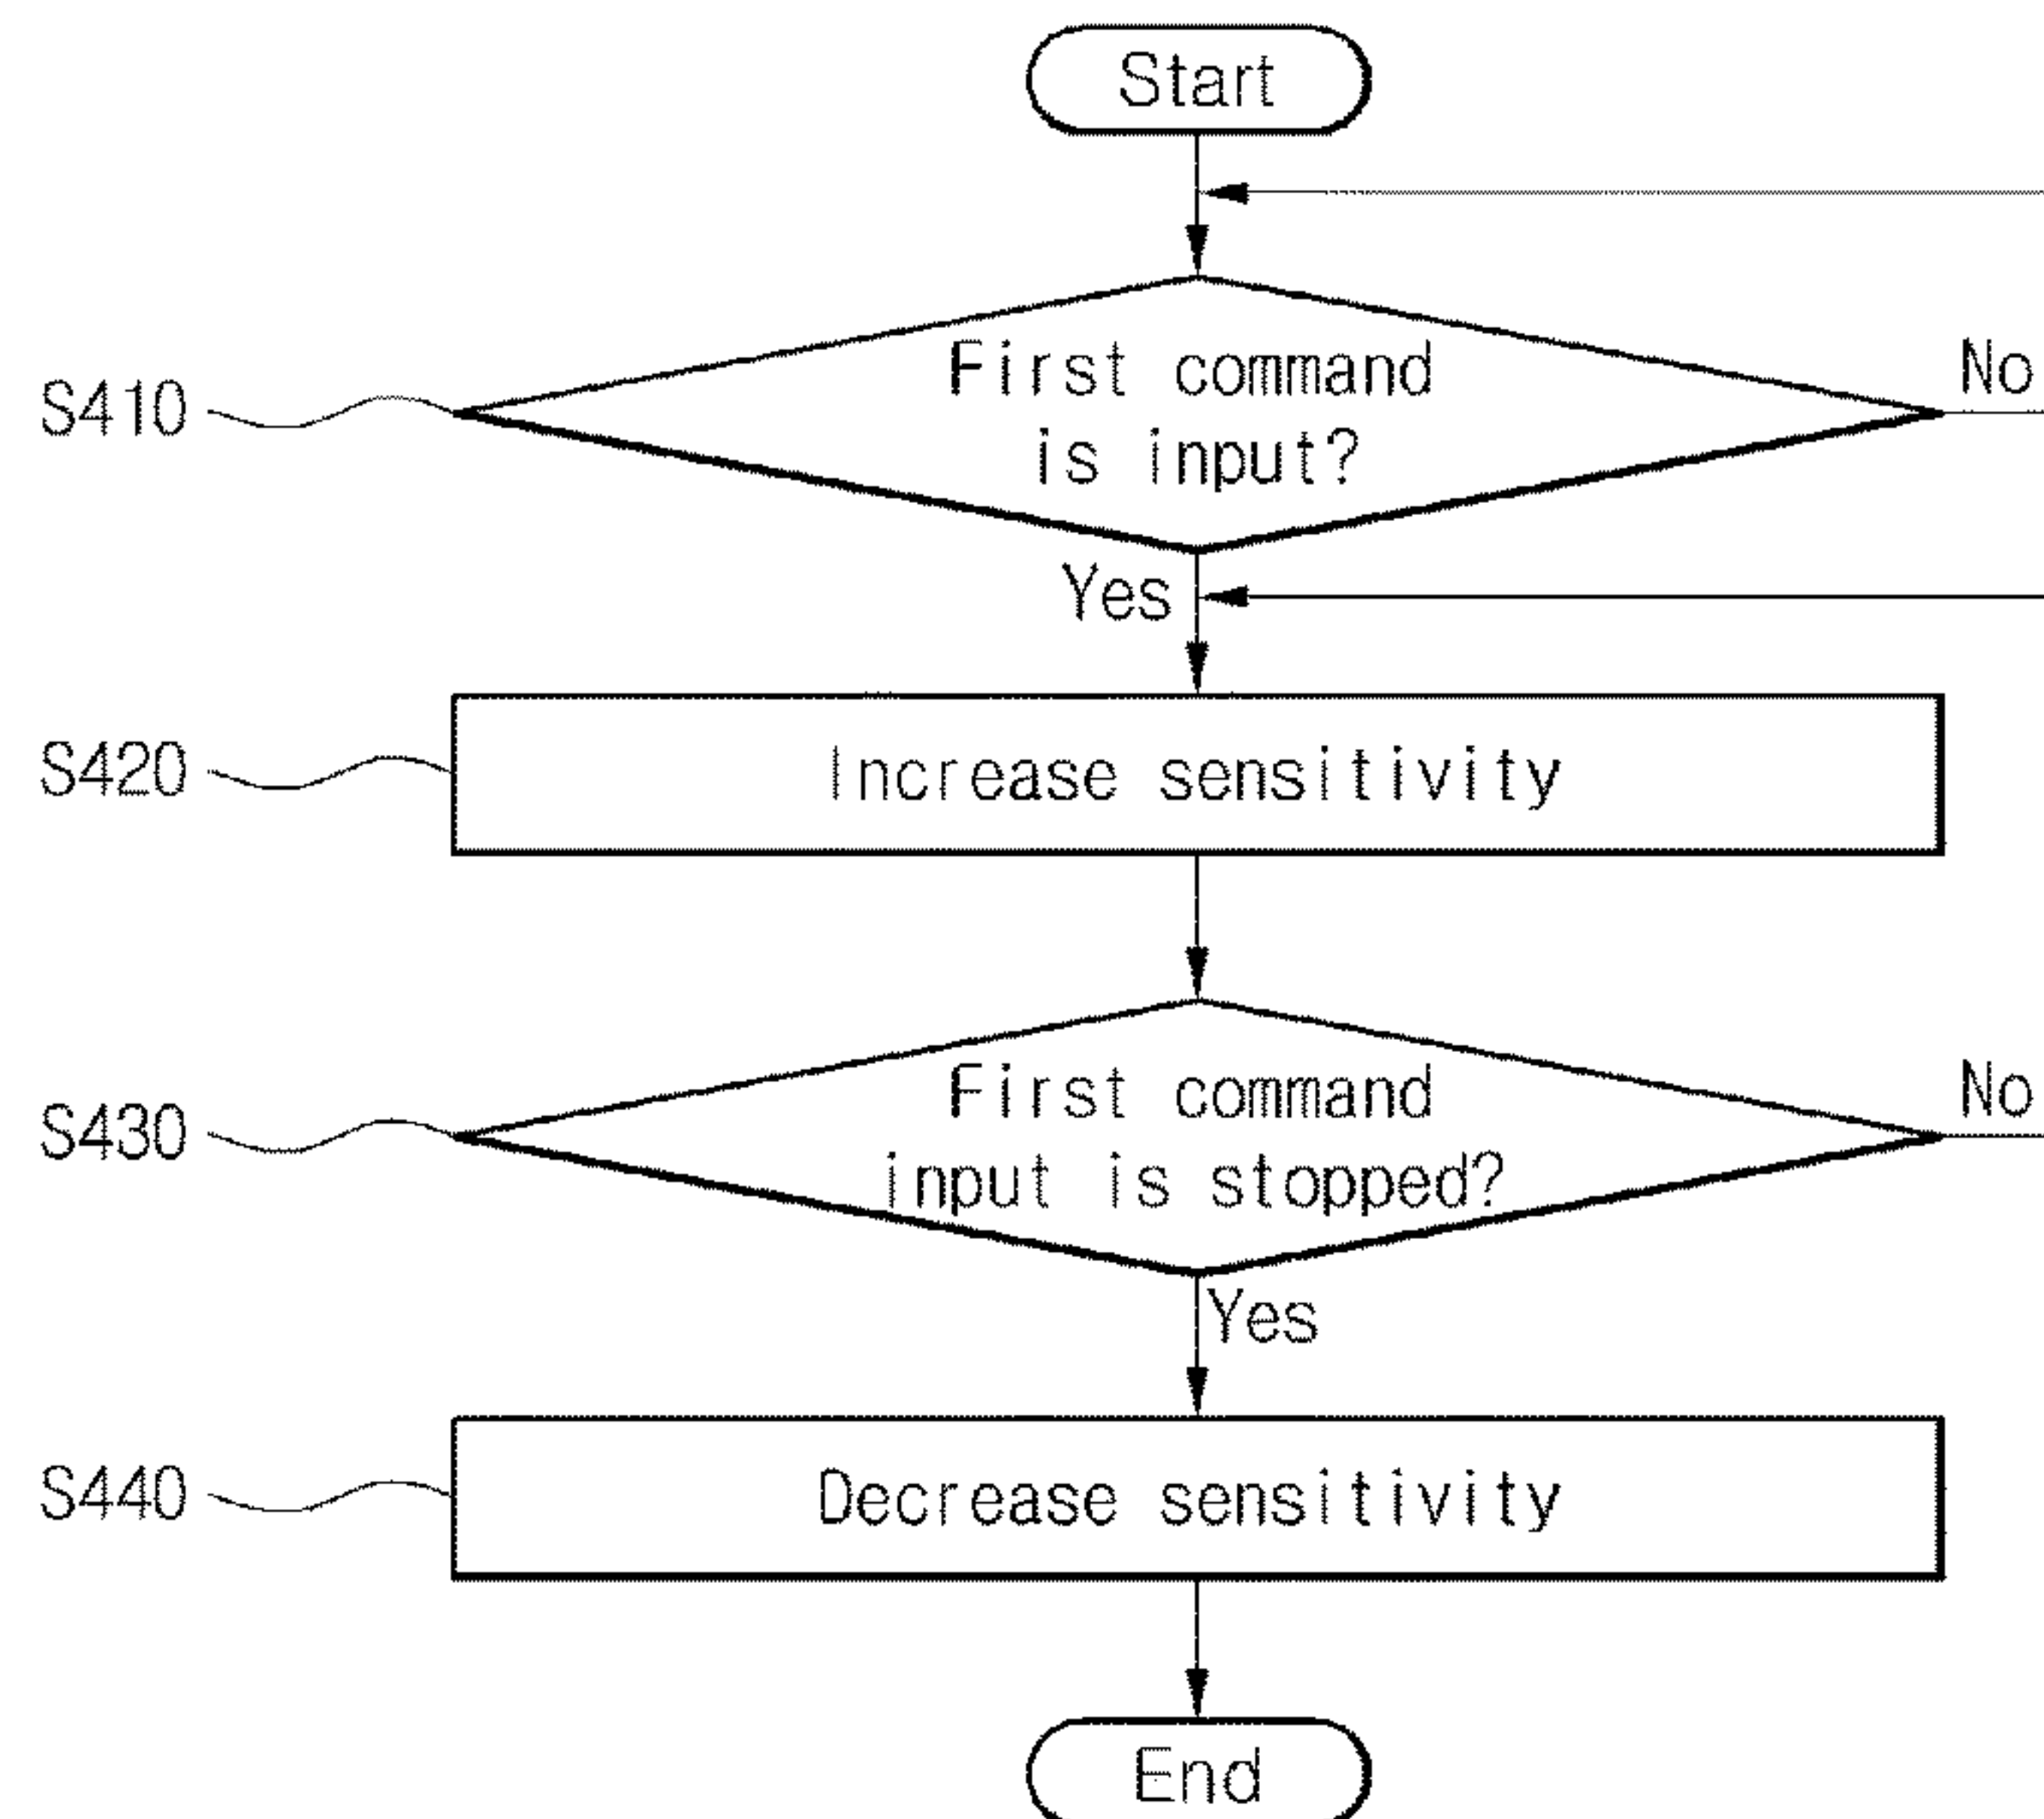 Start
S410
First command
is input?
No
Yes
S420
Increase sensitivity
S430
First command
input is stopped?
No
Yes
S440
Decrease sensitivity
End